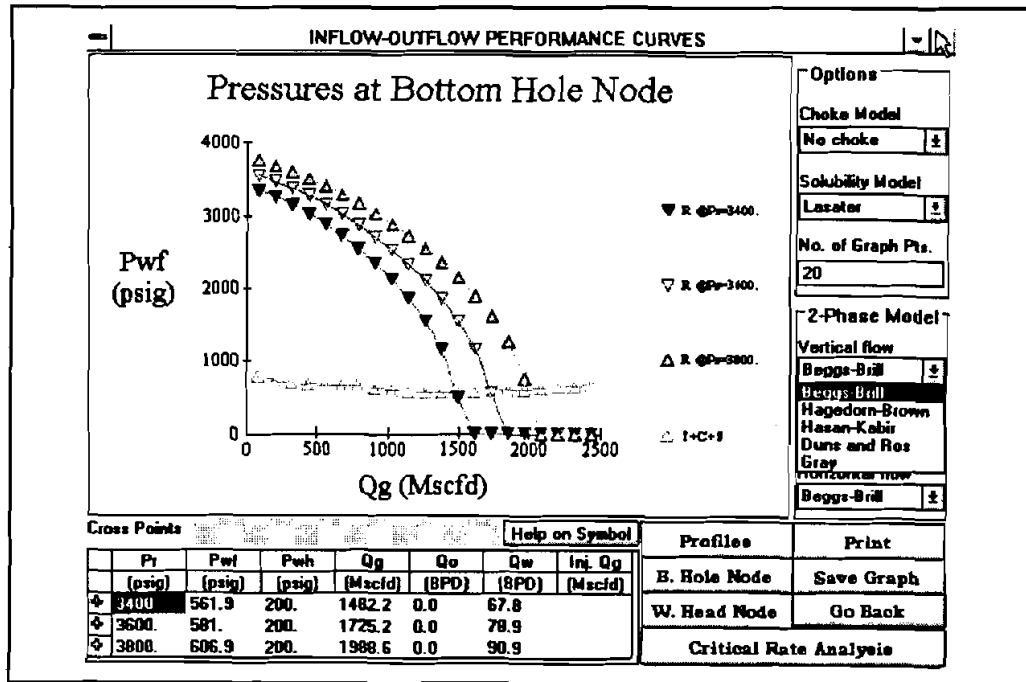 INFLOW-OUTFLOW PERFORMANCE CURVES
Pressures at Bottom Hole Node
Pwf
(psig)
4000
3000
2000
1000
0
0 500 1000 1500 2000 2500
Qg (Mscfd)
R @Pr=3400.
R @Pr=3600.
R @Pr=3800.
Options
Choke Model
No choke
Solubility Model
Lasater
No. of Graph Pts.
20
2-Phase Model
Vertical flow
Beggs-Brill
Beggs-Brill
Hagedorn-Brown
Hasan-Kabir
Duns and Ros
Gray
Horizontal flow
Beggs-Brill
Cross Points
Help on Symbol
Pr Pwf Pwh Qg Qo Qw Inj. Qg
(psig) (psig) (psig) (Mscfd) (BPD) (BPD) (Mscfd)
3400 561.9 200. 1482.2 0.0 67.8
3600. 581. 200. 1725.2 0.0 78.9
3800. 606.9 200. 1988.6 0.0 90.9
Profiles
Print
B. Hole Node
Save Graph
W. Head Node
Go Back
Critical Rate Analysis